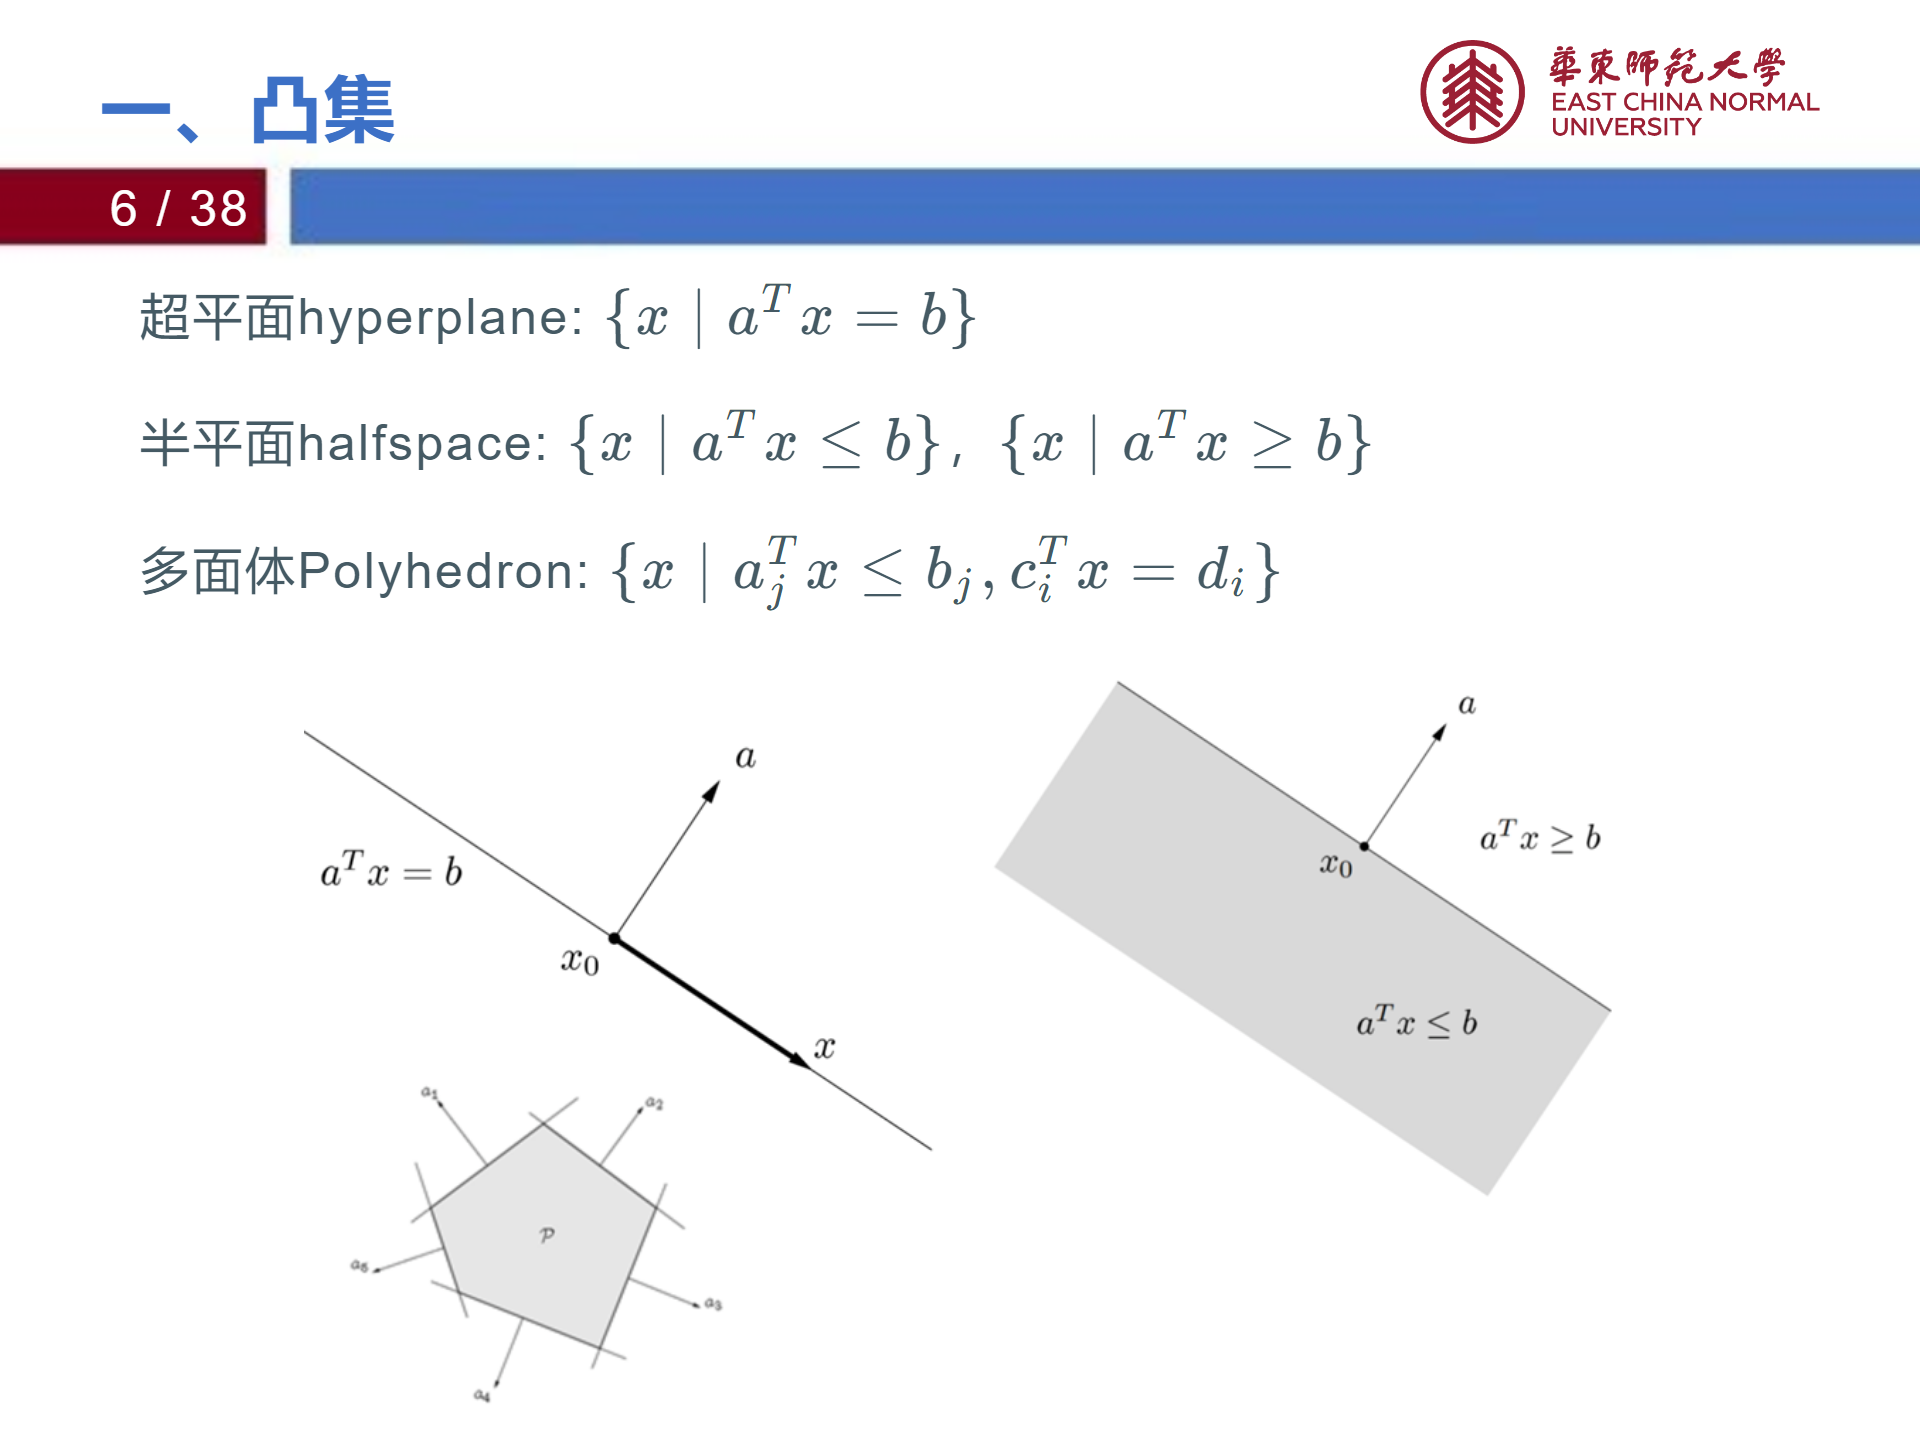 一、凸集
華東師範大學
EAST CHINA NORMAL
UNIVERSITY
6 / 38
超平面hyperplane: {x | a^T x = b}
半平面halfspace: {x | a^T x ≤ b}, {x | a^T x ≥ b}
多面体Polyhedron: {x | a_j^T x ≤ b_j, c_i^T x = d_i}
a
a^T x = b
x_0
x
a
a^T x ≥ b
x_0
a^T x ≤ b
a_1
a_2
P
a_5
a_3
a_4